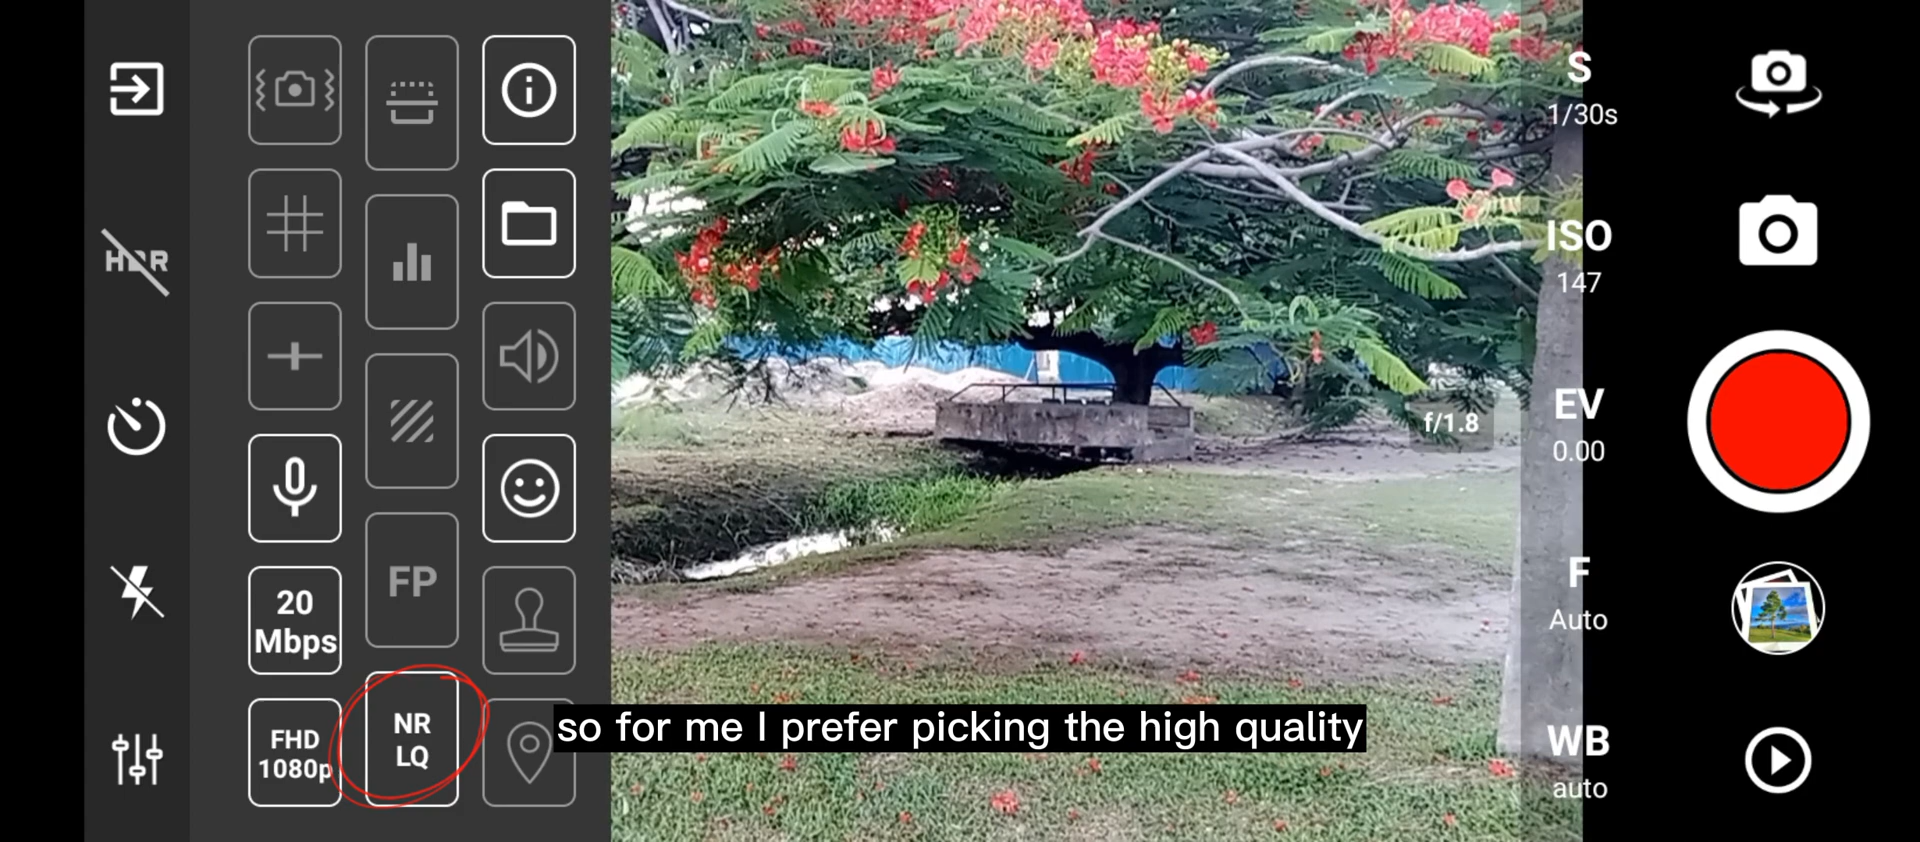 HDR
20
Mbps
FHD
1080p
FP
NR
LQ
so for me I prefer picking the high quality
f/1.8
S
1/30s
ISO
147
EV
0.00
F
Auto
WB
auto